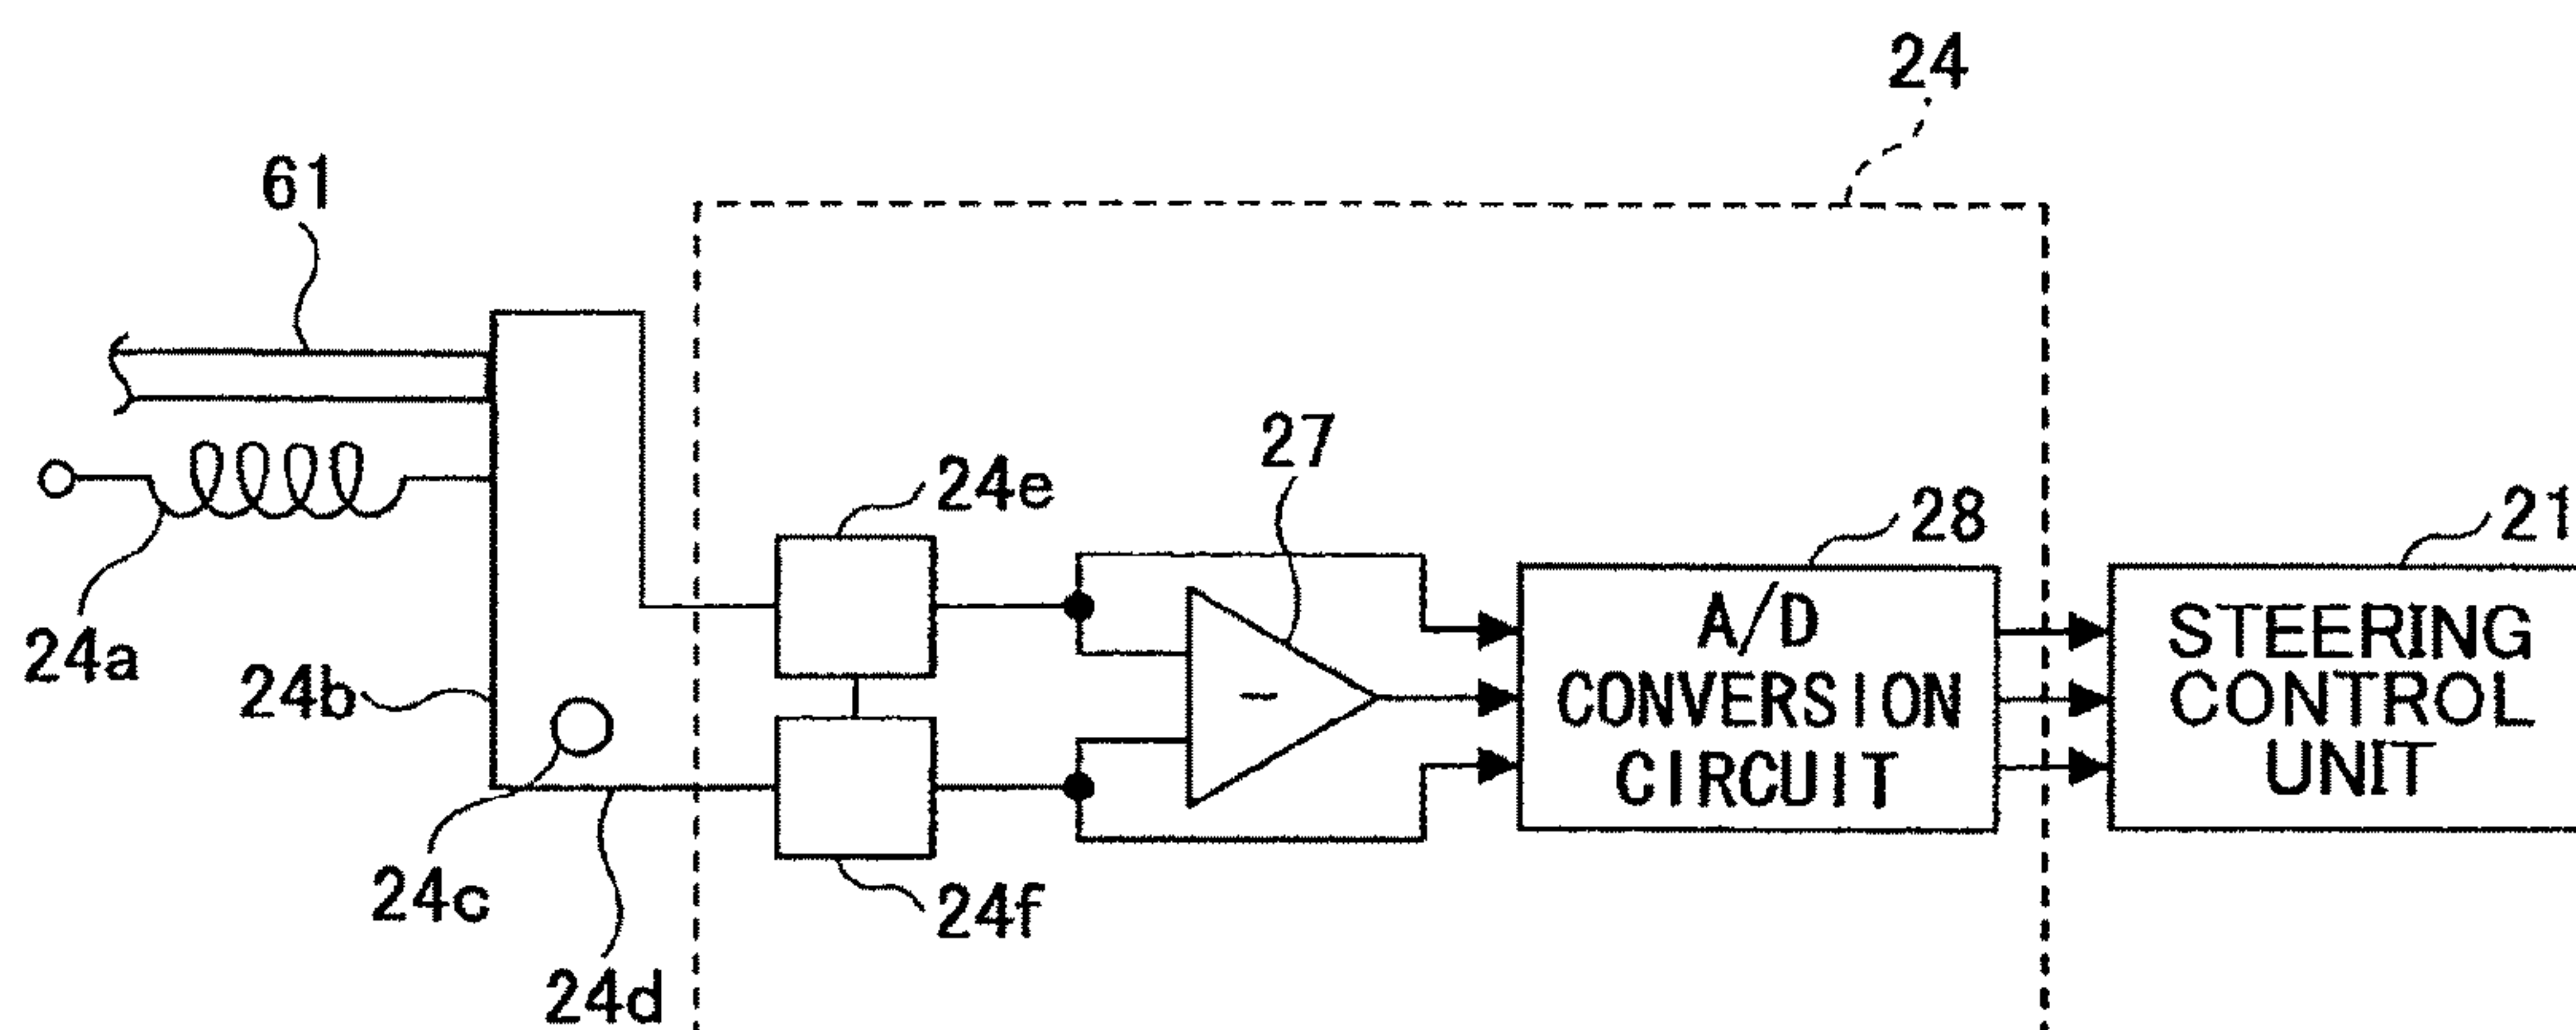 24
61
27
24e
28
21
24a
24b
A/D
CONVERSION
CIRCUIT
STEERING
CONTROL
UNIT
-
24c
24f
24d